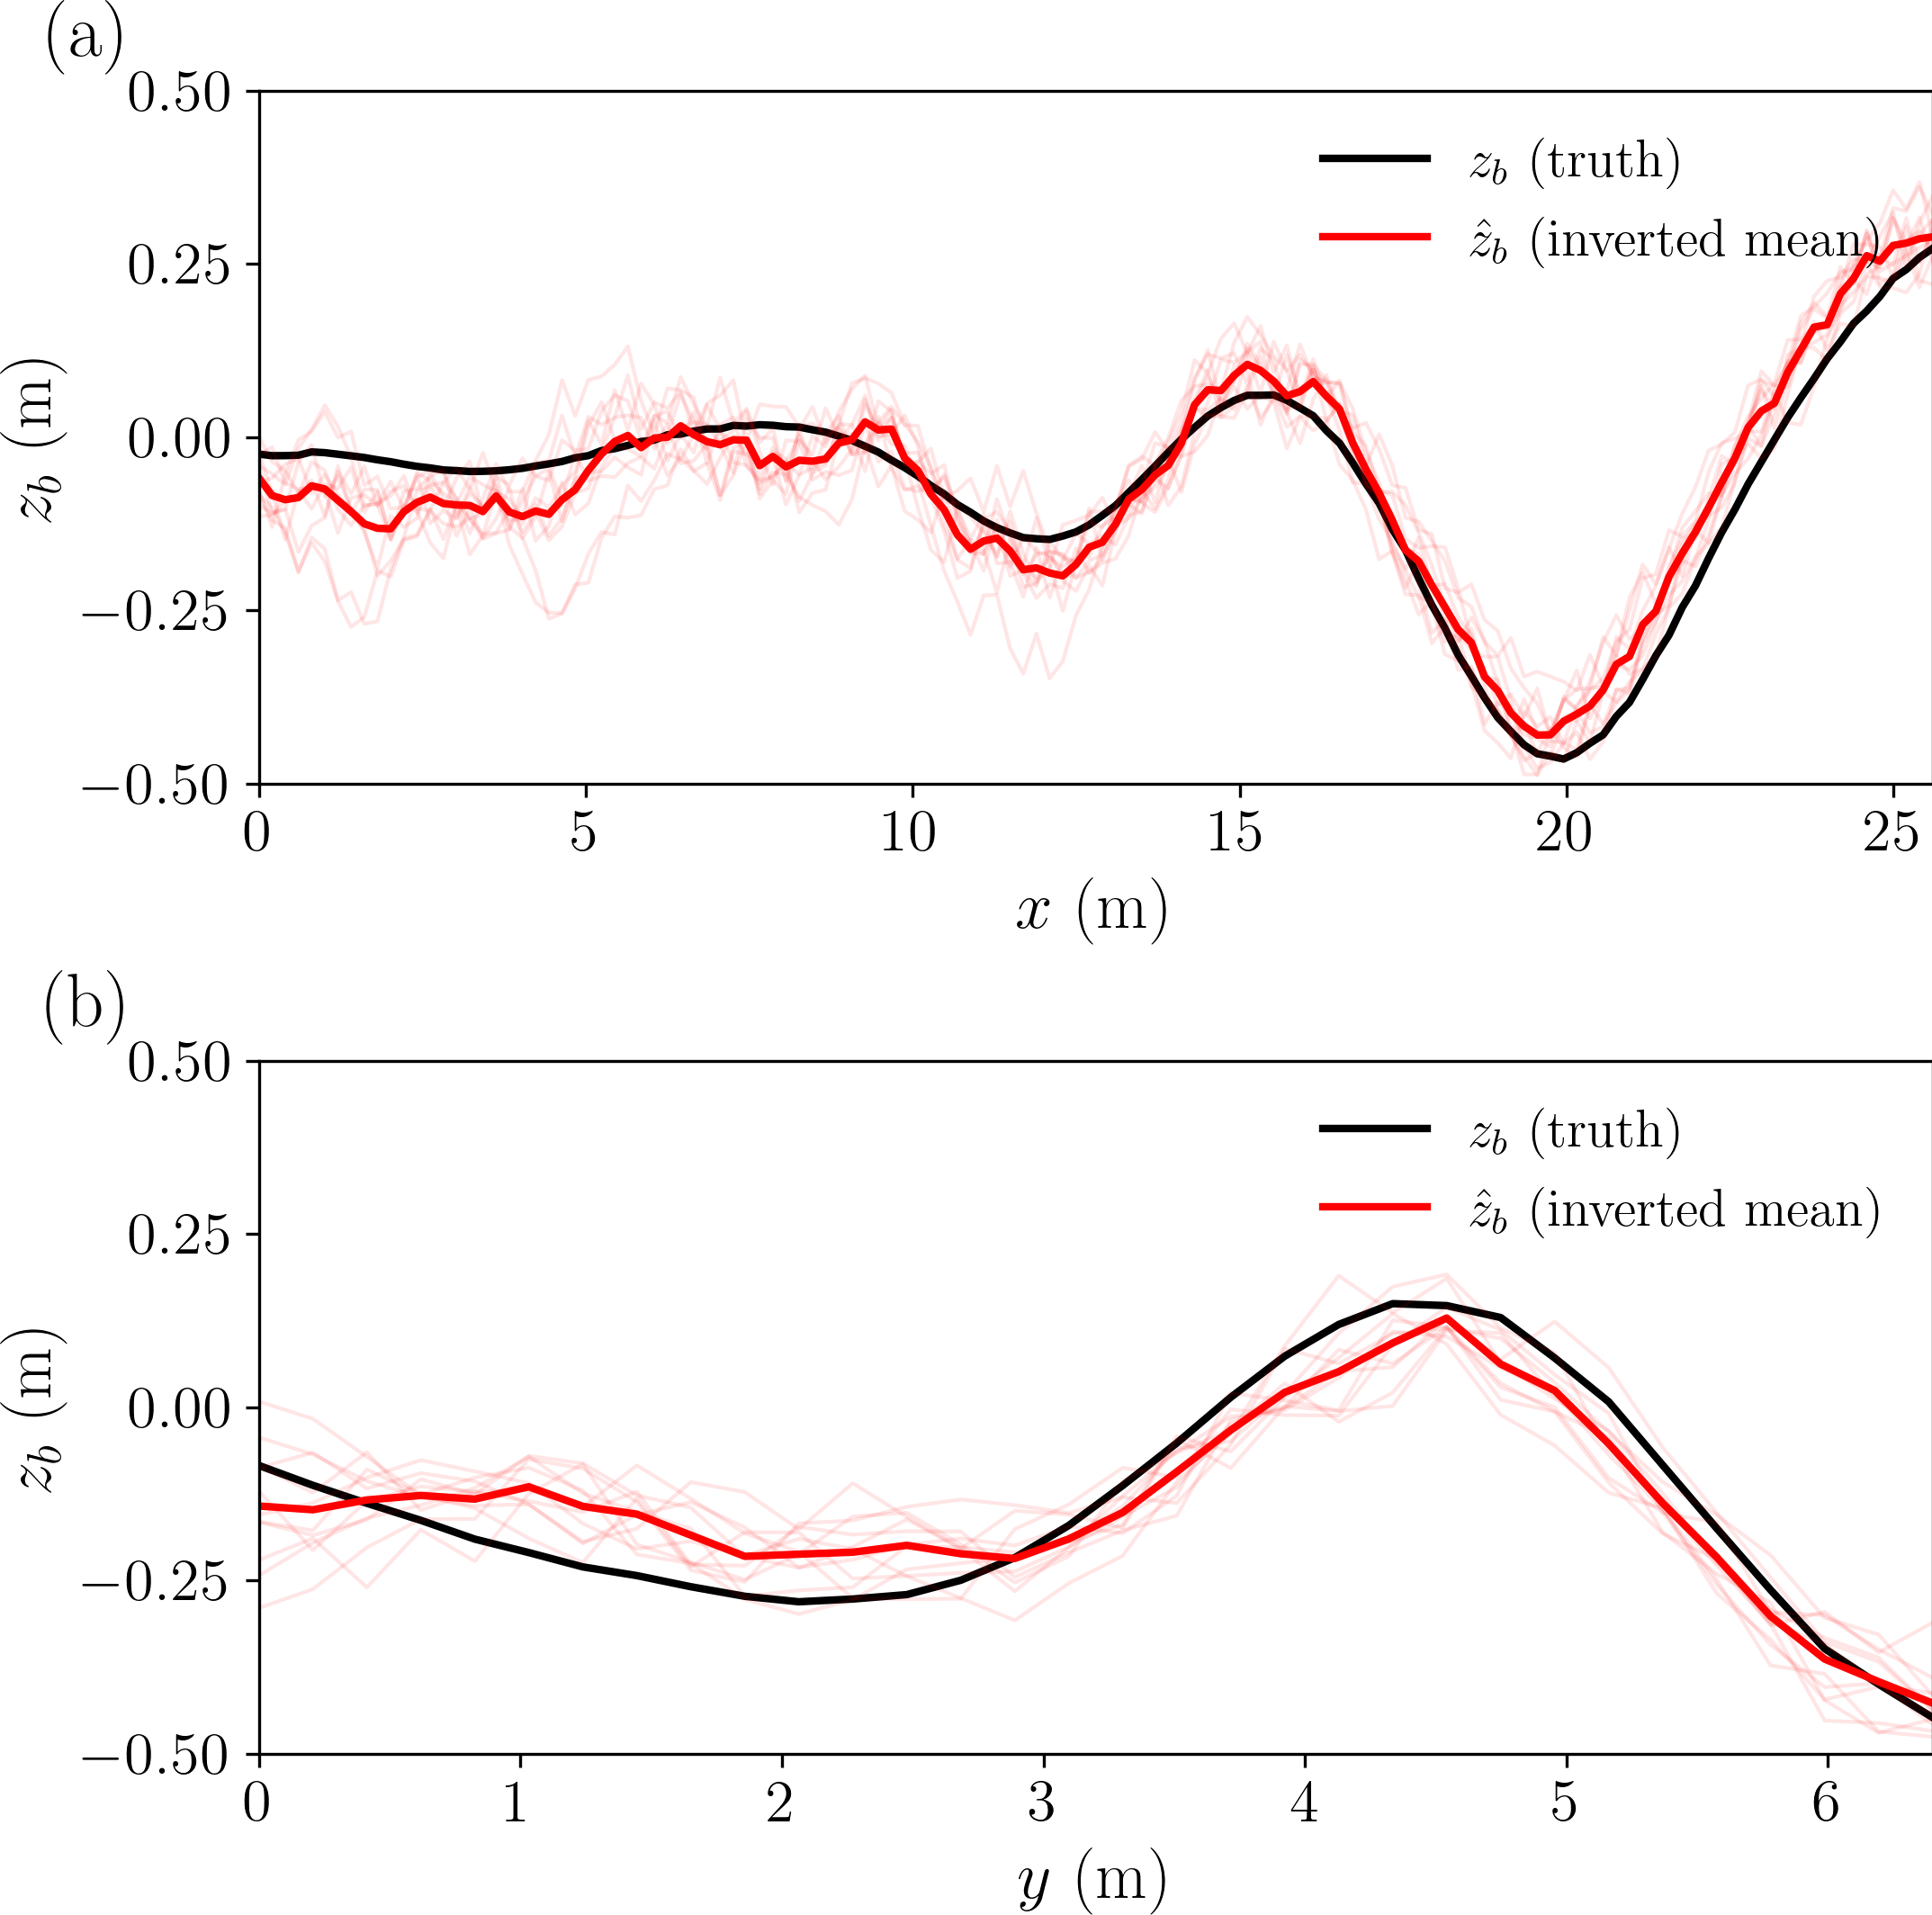 (a)
0.50
z_b (truth)
0.25
ẑ_b (inverted mean)
0.00
z_b (m)
−0.25
−0.50
0 5 10 15 20 25
x (m)
(b)
0.50
z_b (truth)
0.25
ẑ_b (inverted mean)
0.00
z_b (m)
−0.25
−0.50
0 1 2 3 4 5 6
y (m)